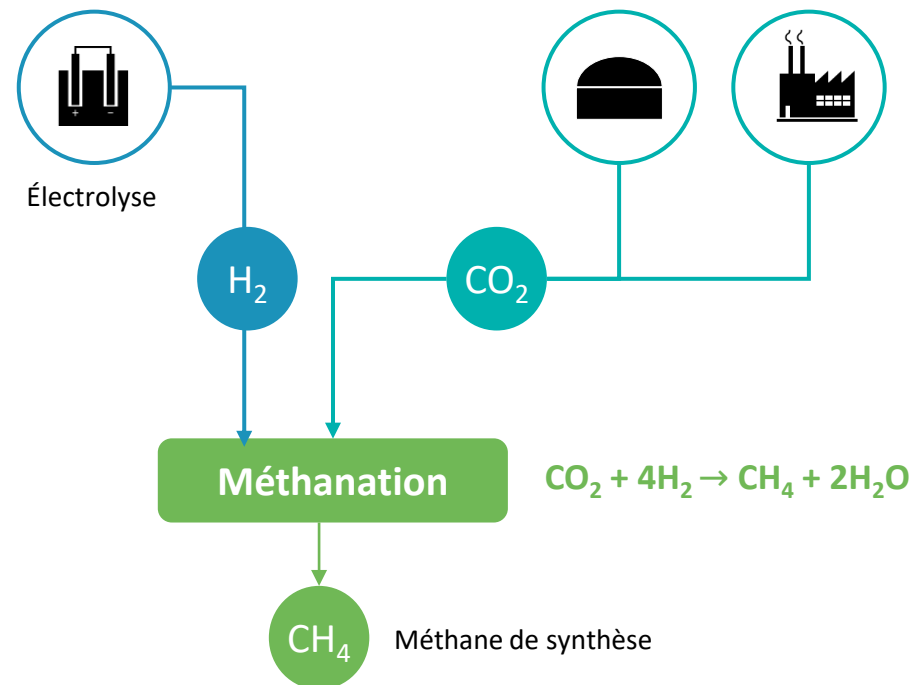 + −
Électrolyse
H₂
CO₂
Méthanation
CO₂ + 4H₂ → CH₄ + 2H₂O
CH₄
Méthane de synthèse